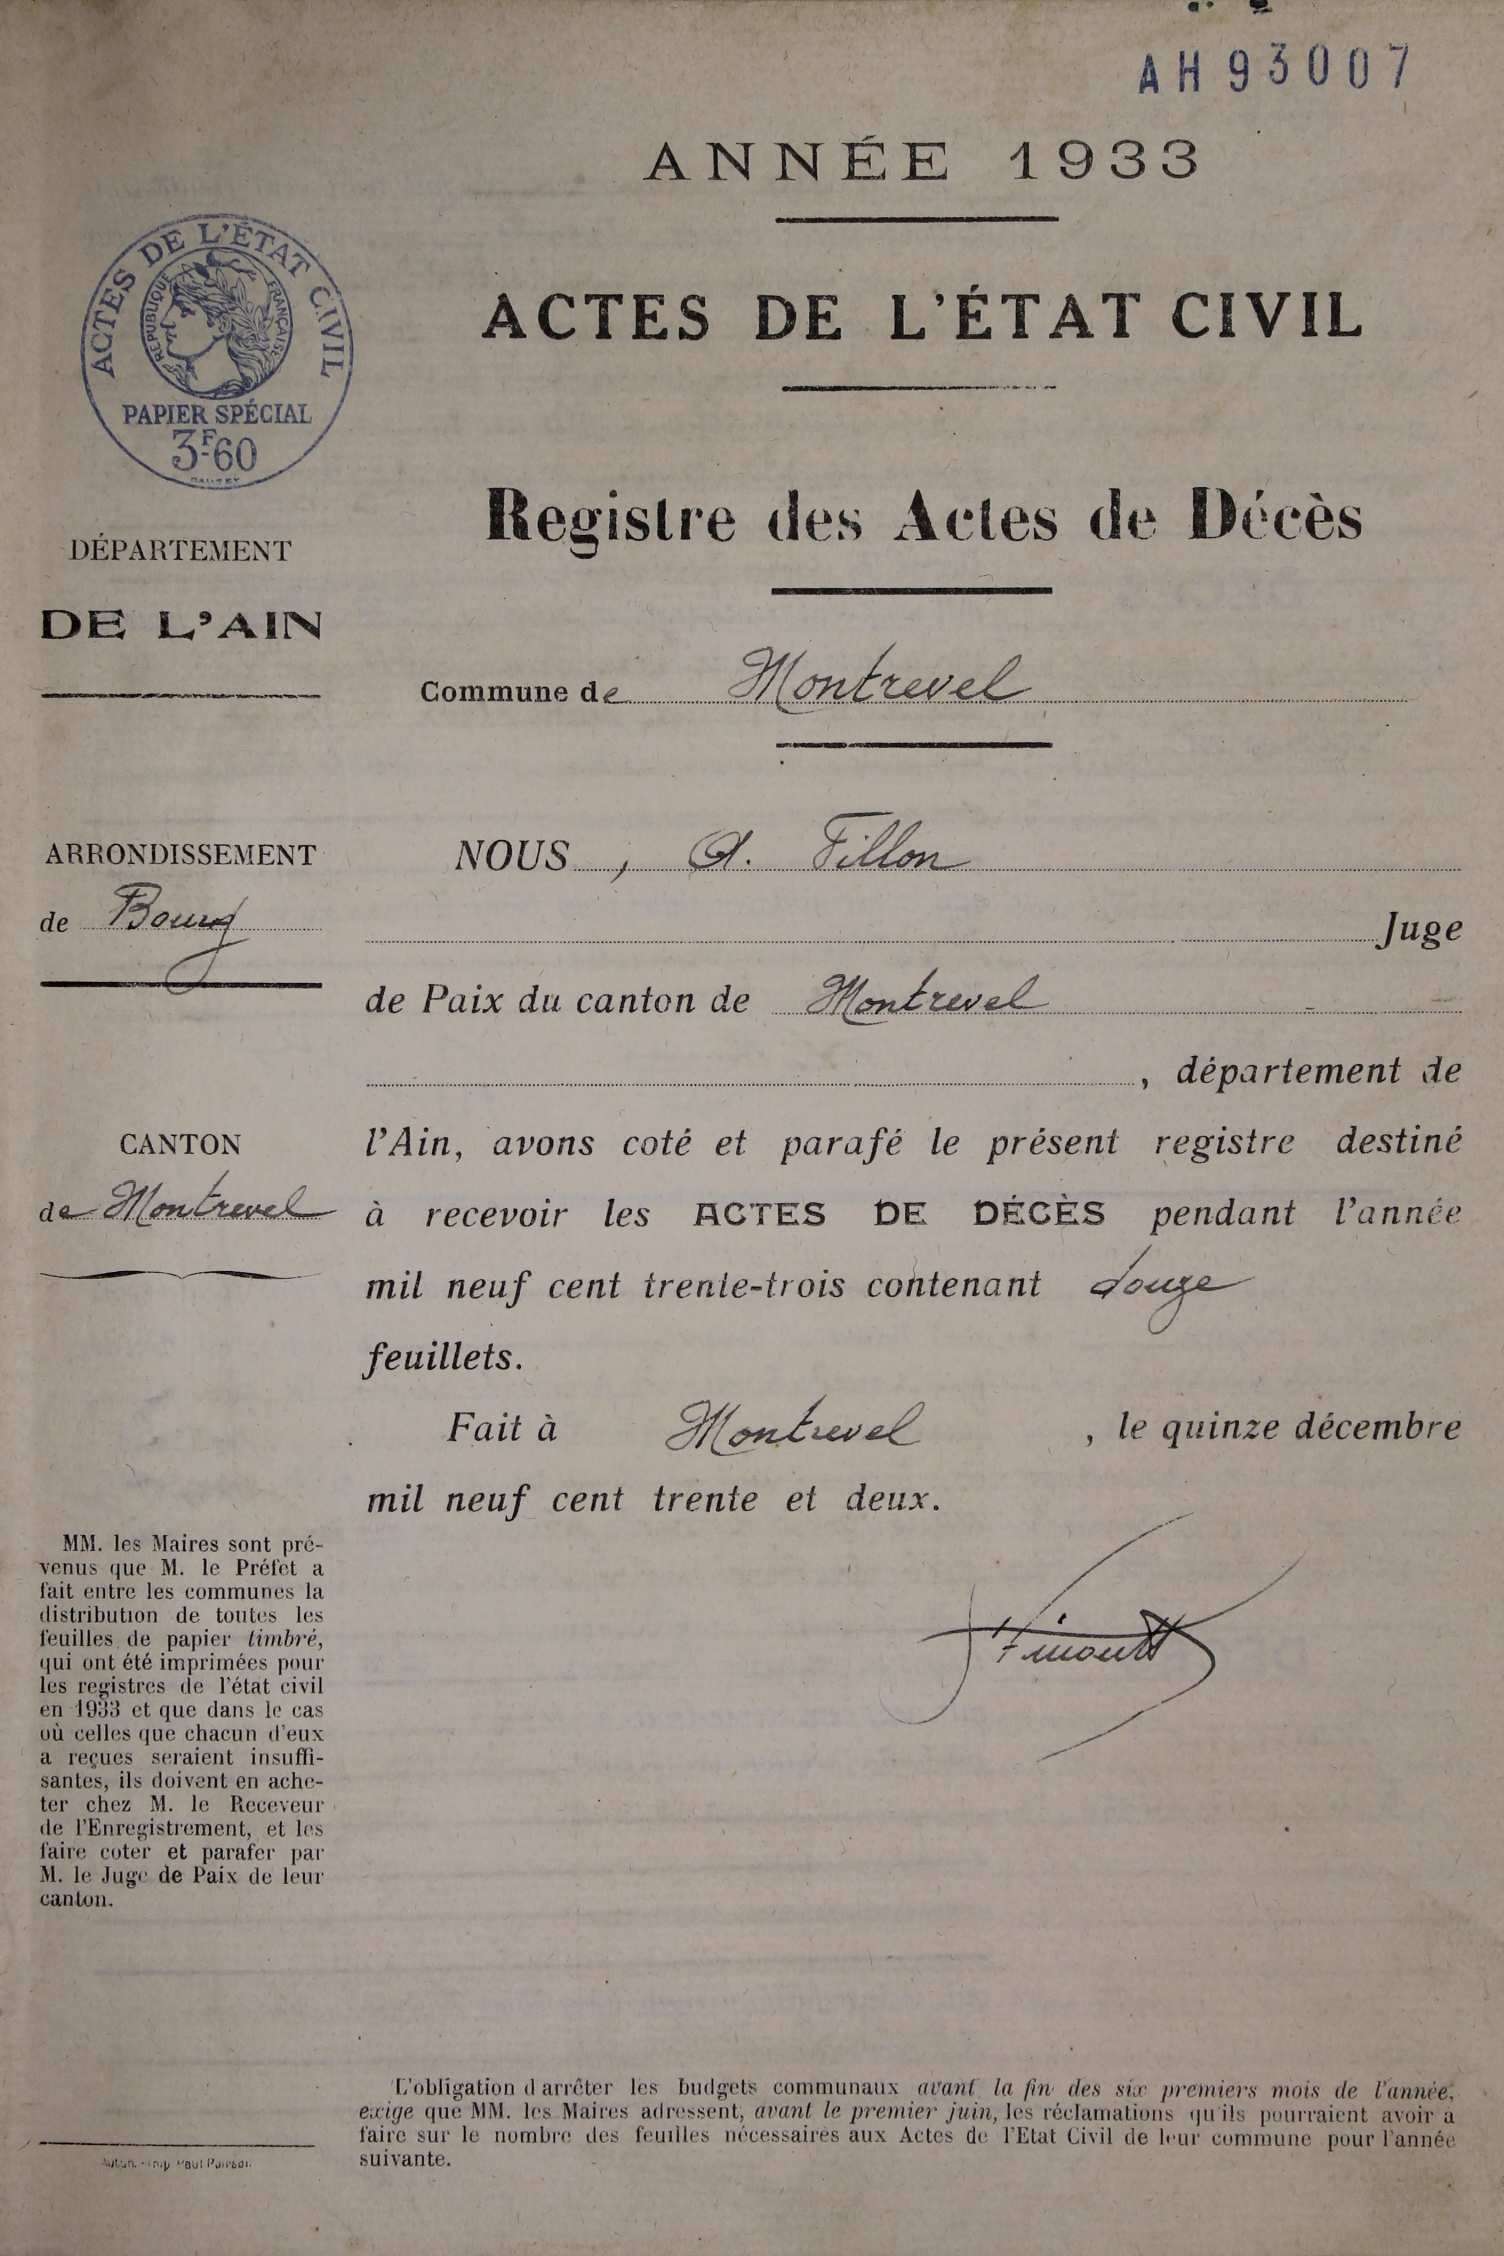 AH93007
ANNÉE 1933
ACTES DE L'ÉTAT CIVIL
RÉPUBLIQUE FRANÇAISE
PAPIER SPÉCIAL
3F60
ACTES DE L'ÉTAT CIVIL
Registre des Actes de Décès
DÉPARTEMENT
DE L'AIN
Commune de Montrevel
ARRONDISSEMENT
de Bourg
CANTON
de Montrevel
NOUS, A. Fillon
Juge
de Paix du canton de Montrevel
, département de
l'Ain, avons coté et parafé le présent registre destiné
à recevoir les ACTES DE DÉCÈS pendant l'année
mil neuf cent trente-trois contenant douze
feuillets.
Fait à Montrevel, le quinze décembre
mil neuf cent trente et deux.
MM. les Maires sont pré-
venus que M. le Préfet a
fait entre les communes la
distribution de toutes les
feuilles de papier timbré,
qui ont été imprimées pour
les registres de l'état civil
en 1933 et que dans le cas
où celles que chacun d'eux
a reçues seraient insuffi-
santes, ils doivent en ache-
ter chez M. le Receveur
de l'Enregistrement, et les
faire coter et parafer par
M. le Juge de Paix de leur
canton.
L'obligation d'arrêter les budgets communaux avant la fin des six premiers mois de l'année,
exige que MM. les Maires adressent, avant le premier juin, les réclamations qu'ils pourraient avoir à
faire sur le nombre des feuilles nécessaires aux Actes de l'Etat Civil de leur commune pour l'année
suivante.